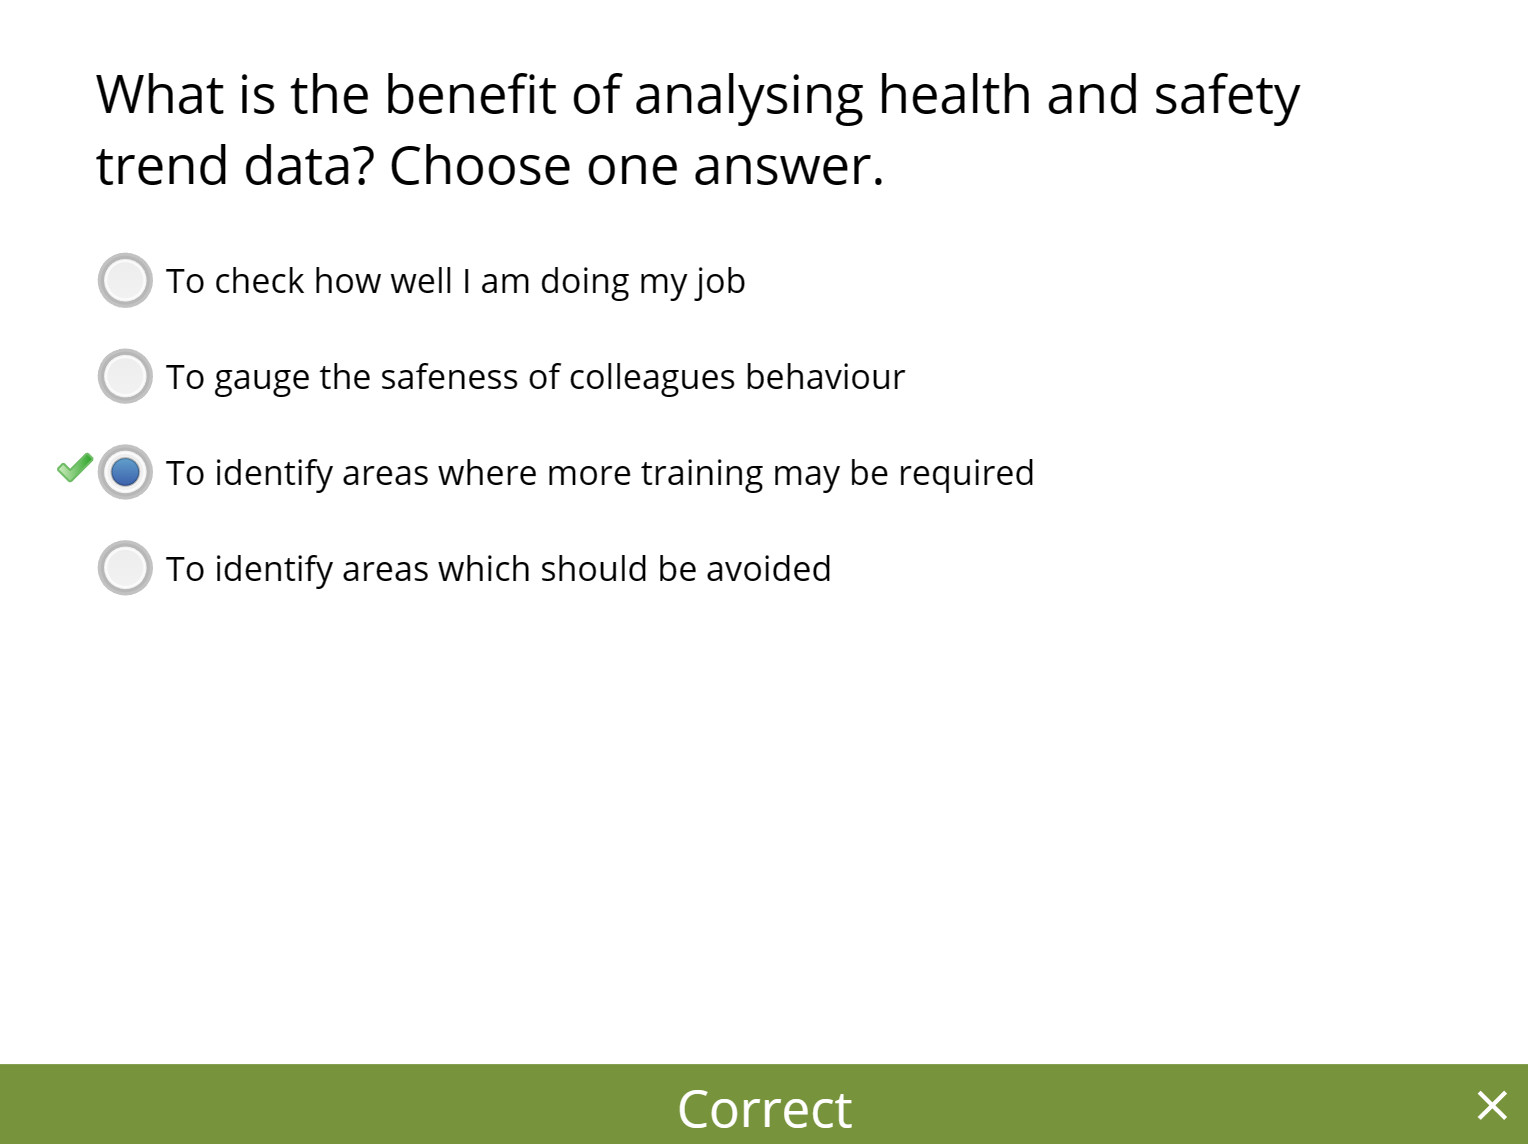 What is the benefit of analysing health and safety
trend data? Choose one answer.
To check how well I am doing my job
To gauge the safeness of colleagues behaviour
To identify areas where more training may be required
To identify areas which should be avoided
Correct